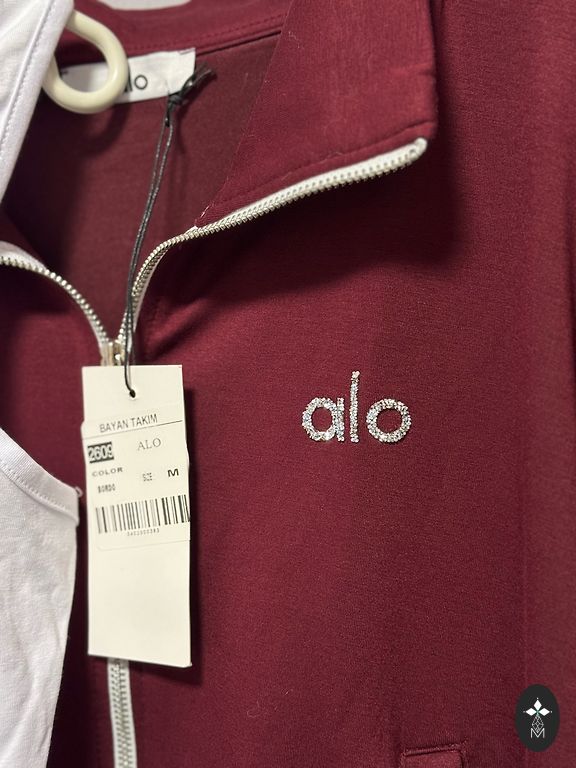 alo
BAYAN TAKIM
2609
ALO
COLOR
SIZE:
M
BORDO
alo
M